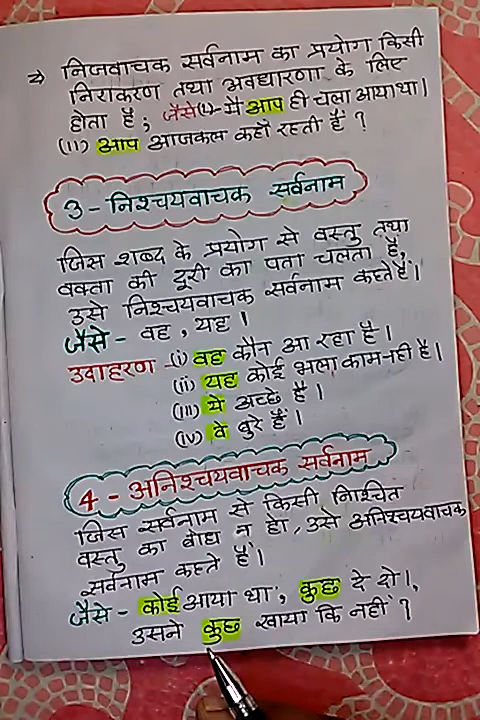 → निजवाचक सर्वनाम का प्रयोग किसी
निराकरण तथा अवधारणा के लिए
होता है; जैसे (i)-मैं आप ही चला आया था।
(ii) आप आजकल कहाँ रहती हैं ?
3-निश्चयवाचक सर्वनाम
जिस शब्द के प्रयोग से वस्तु तथा
वक्ता की दूरी का पता चलता है,
उसे निश्चयवाचक सर्वनाम कहते हैं।
जैसे - वह, यह ।
उदाहरण - (i) वह कौन आ रहा है ।
(ii) यह कोई भला काम नही है ।
(iii) ये अच्छे है ।
(iv) वे बुरे हैं ।
4-अनिश्चयवाचक सर्वनाम
जिस सर्वनाम से किसी निश्चित
वस्तु का बोध न हो, उसे अनिश्चयवाचक
सर्वनाम कहते हैं।
जैसे - कोई आया था, कुछ दे दो।,
उसने कुछ खाया कि नहीं ?